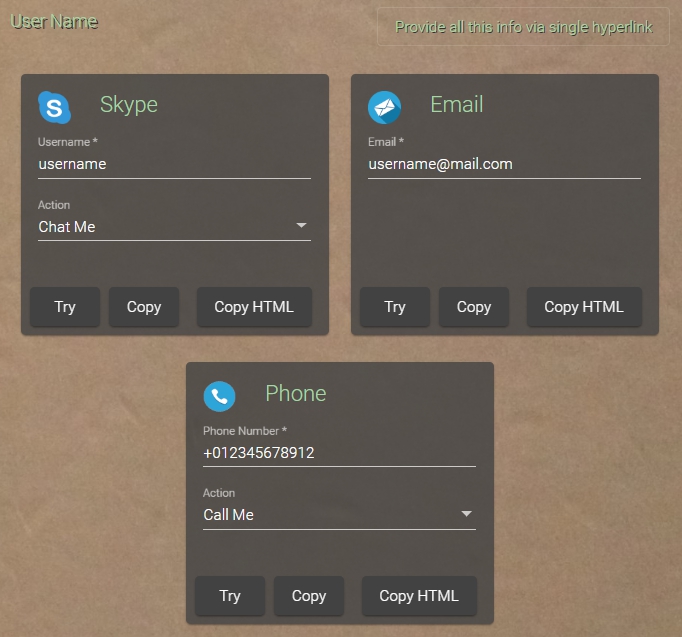 User Name
Provide all this info via single hyperlink
Skype
Username *
username
Action
Chat Me
Try Copy Copy HTML
Email
Email *
username@mail.com
Try Copy Copy HTML
Phone
Phone Number *
+012345678912
Action
Call Me
Try Copy Copy HTML